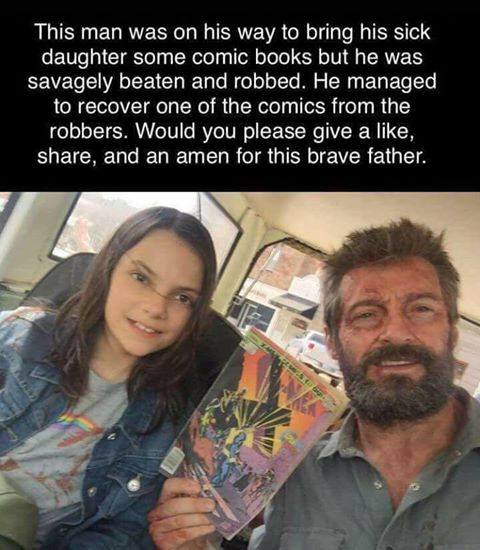 This man was on his way to bring his sick
daughter some comic books but he was
savagely beaten and robbed. He managed
to recover one of the comics from the
robbers. Would you please give a like,
share, and an amen for this brave father.